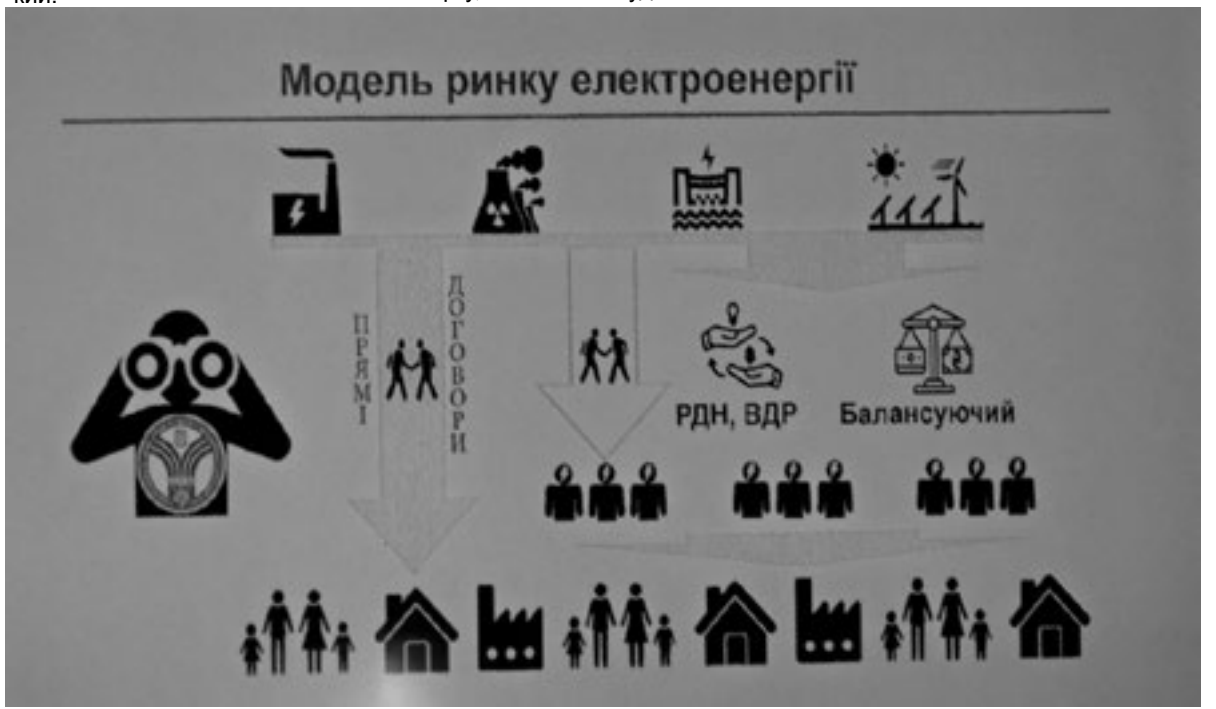 Модель ринку електроенергії
ПРЯМІ
ДОГОВОРИ
РДН, ВДР
Балансуючий